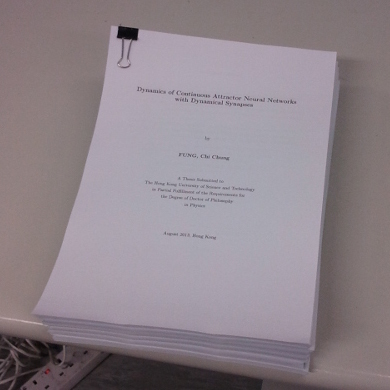 Dynamics of Continuous Attractor Neural Networks
with Dynamical Synapses
by
FUNG, Chi Chung
A Thesis Submitted to
The Hong Kong University of Science and Technology
in Partial Fulfillment of the Requirements for
the Degree of Doctor of Philosophy
in Physics
August 2013, Hong Kong